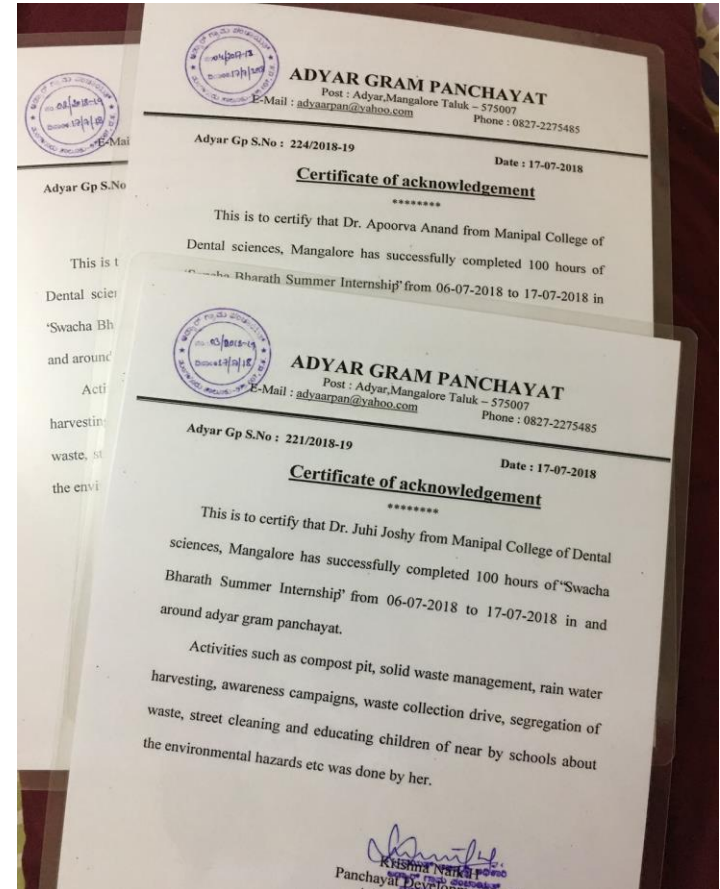 E-Mai
Adyar Gp S.No
This is t
Dental scien
'Swacha Bh
and around
Acti
harvestin
waste, st
the envi
ADYAR GRAM PANCHAYAT
Post : Adyar,Mangalore Taluk – 575007
E-Mail : adyaarpan@yahoo.com Phone : 0827-2275485
Adyar Gp S.No : 224/2018-19 Date : 17-07-2018
Certificate of acknowledgement
********
This is to certify that Dr. Apoorva Anand from Manipal College of
Dental sciences, Mangalore has successfully completed 100 hours of
'Swacha Bharath Summer Internship' from 06-07-2018 to 17-07-2018 in
ADYAR GRAM PANCHAYAT
Post : Adyar,Mangalore Taluk – 575007
E-Mail : adyaarpan@yahoo.com Phone : 0827-2275485
Adyar Gp S.No : 221/2018-19 Date : 17-07-2018
Certificate of acknowledgement
********
This is to certify that Dr. Juhi Joshy from Manipal College of Dental
sciences, Mangalore has successfully completed 100 hours of "Swacha
Bharath Summer Internship" from 06-07-2018 to 17-07-2018 in and
around adyar gram panchayat.
Activities such as compost pit, solid waste management, rain water
harvesting, awareness campaigns, waste collection drive, segregation of
waste, street cleaning and educating children of near by schools about
the environmental hazards etc was done by her.
Krishna Naik H
Panchayat Develop